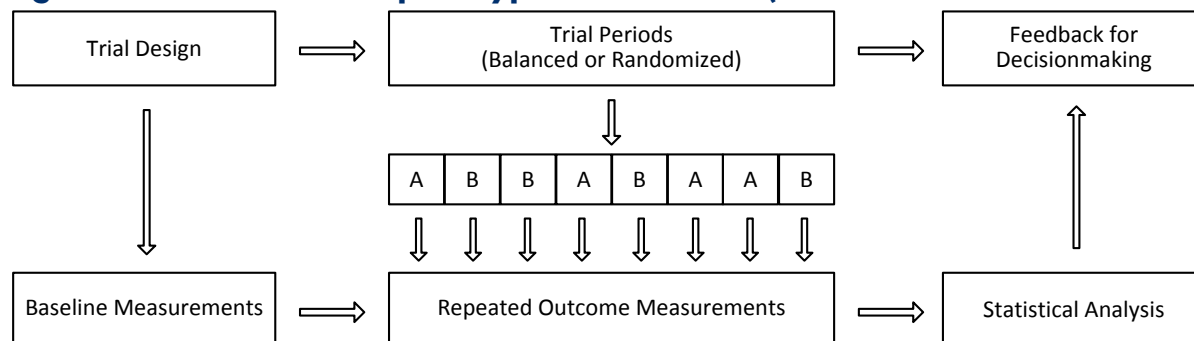 Trial Design
Trial Periods
(Balanced or Randomized)
Feedback for
Decisionmaking
A B B A B A A B
Baseline Measurements
Repeated Outcome Measurements
Statistical Analysis